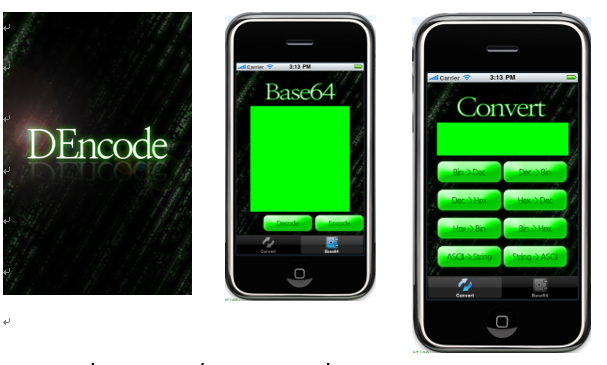 DEncode
Carrier 3:13 PM
Base64
Decode Encode
Convert Base64
Carrier 3:13 PM
Convert
Bin -> Dec Dec -> Bin
Dec -> Hex Hex -> Dec
Hex -> Bin Bin -> Hex
ASCII -> String String -> ASCII
Convert Base64